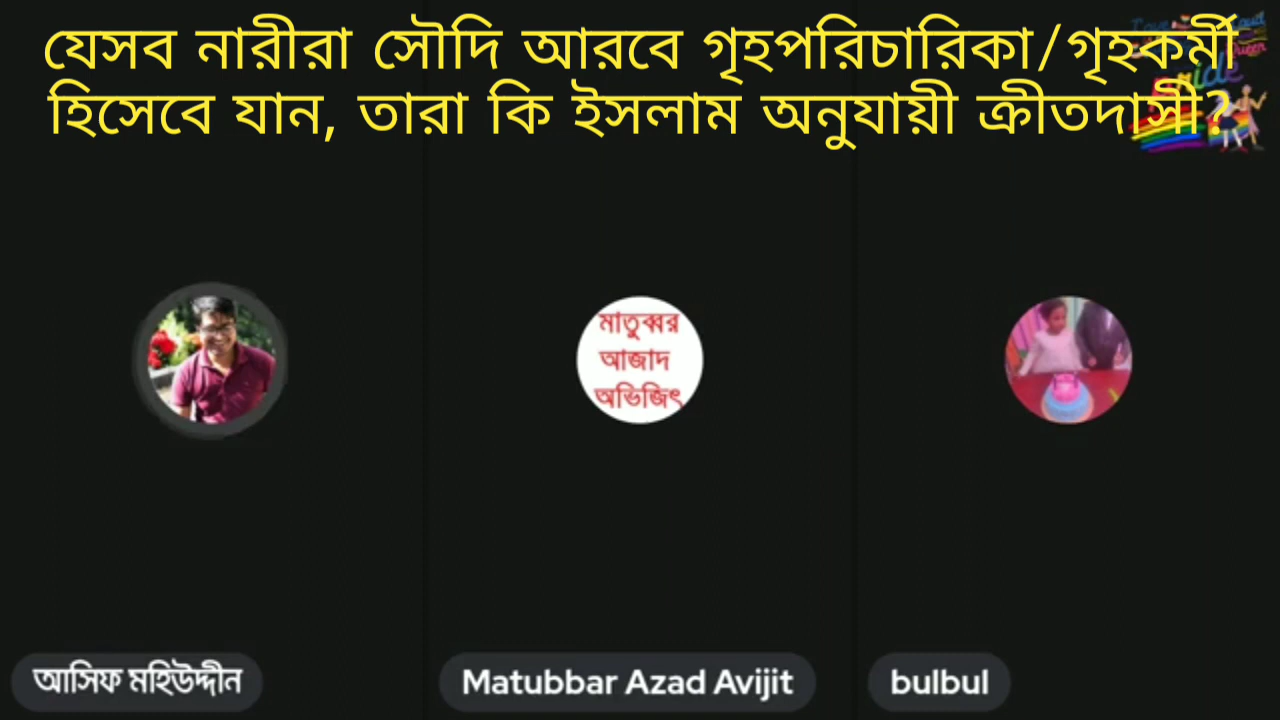 যেসব নারীরা সৌদি আরবে গৃহপরিচারিকা/গৃহকর্মী
হিসেবে যান, তারা কি ইসলাম অনুযায়ী ক্রীতদাসী?
মাতুব্বর
আজাদ
অভিজিৎ
আসিফ মহিউদ্দীন
Matubbar Azad Avijit
bulbul